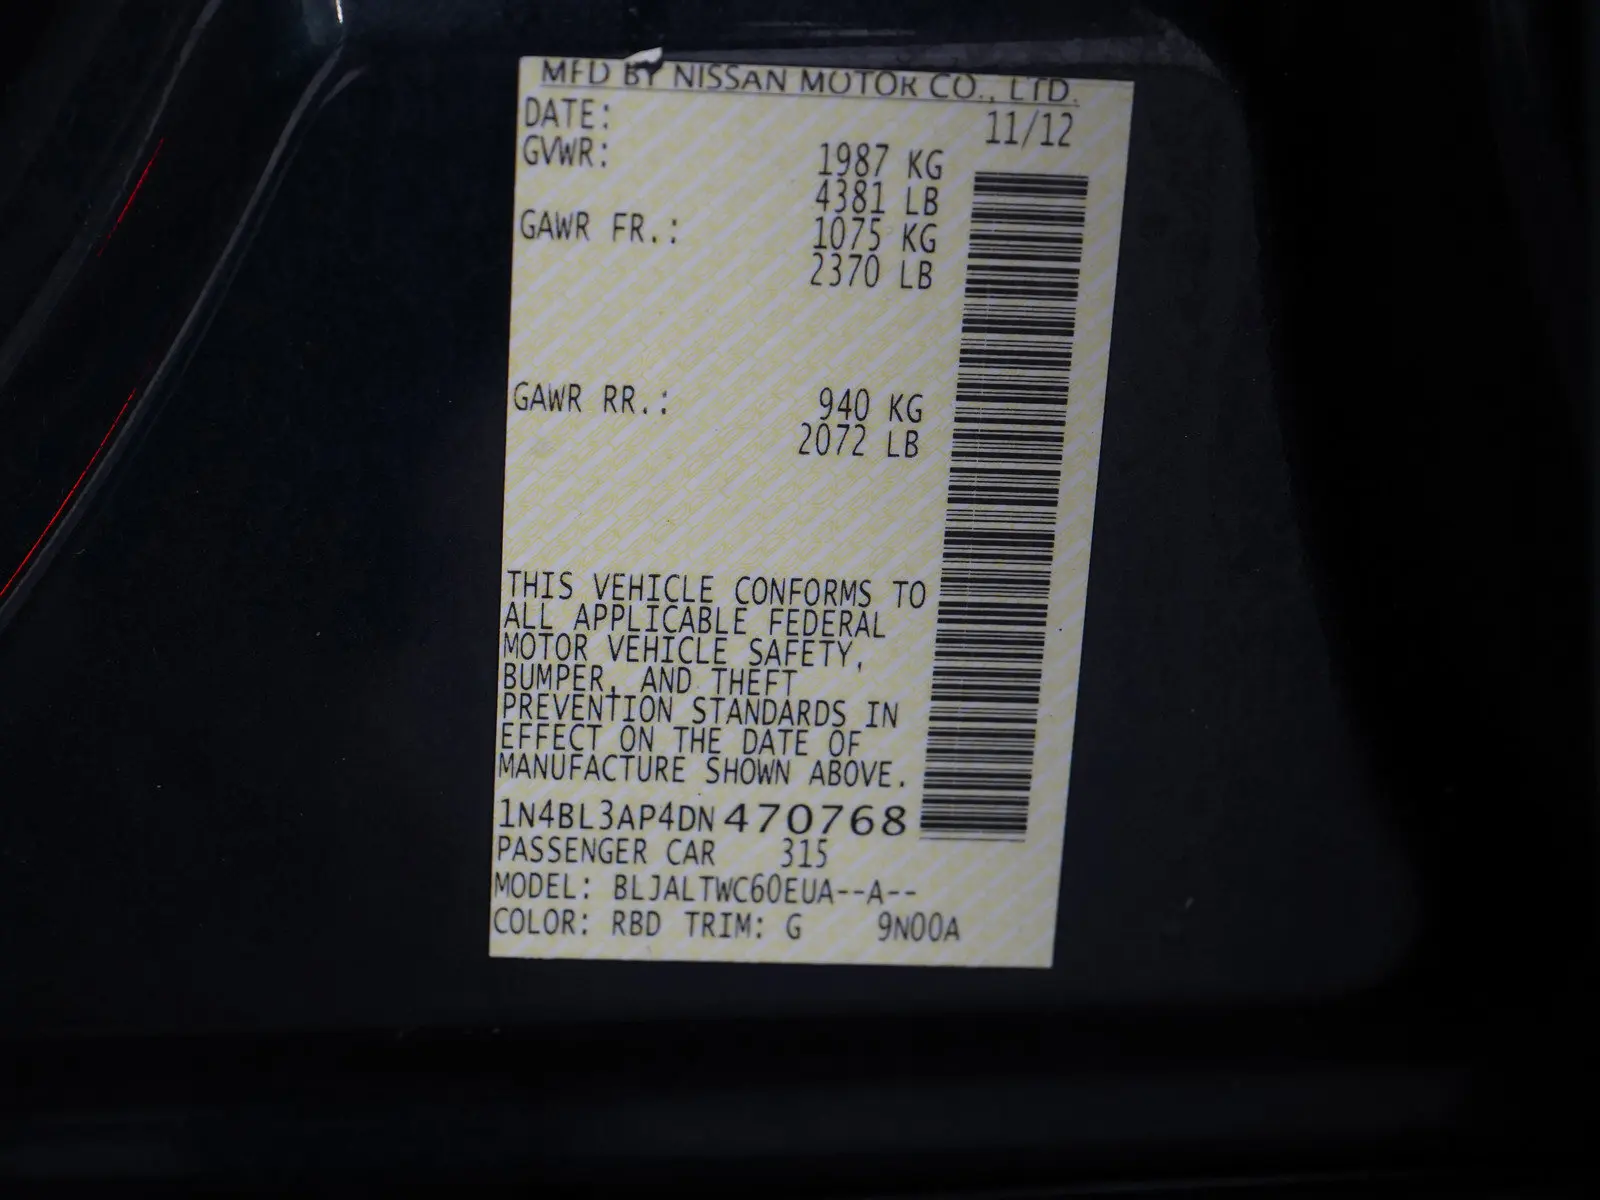 MFD BY NISSAN MOTOR CO., LTD.
DATE: 11/12
GVWR: 1987 KG
4381 LB
GAWR FR.: 1075 KG
2370 LB
GAWR RR.: 940 KG
2072 LB
THIS VEHICLE CONFORMS TO
ALL APPLICABLE FEDERAL
MOTOR VEHICLE SAFETY,
BUMPER, AND THEFT
PREVENTION STANDARDS IN
EFFECT ON THE DATE OF
MANUFACTURE SHOWN ABOVE.
1N4BL3AP4DN470768
PASSENGER CAR 315
MODEL: BLJALTWC60EUA--A--
COLOR: RBD TRIM: G 9N00A